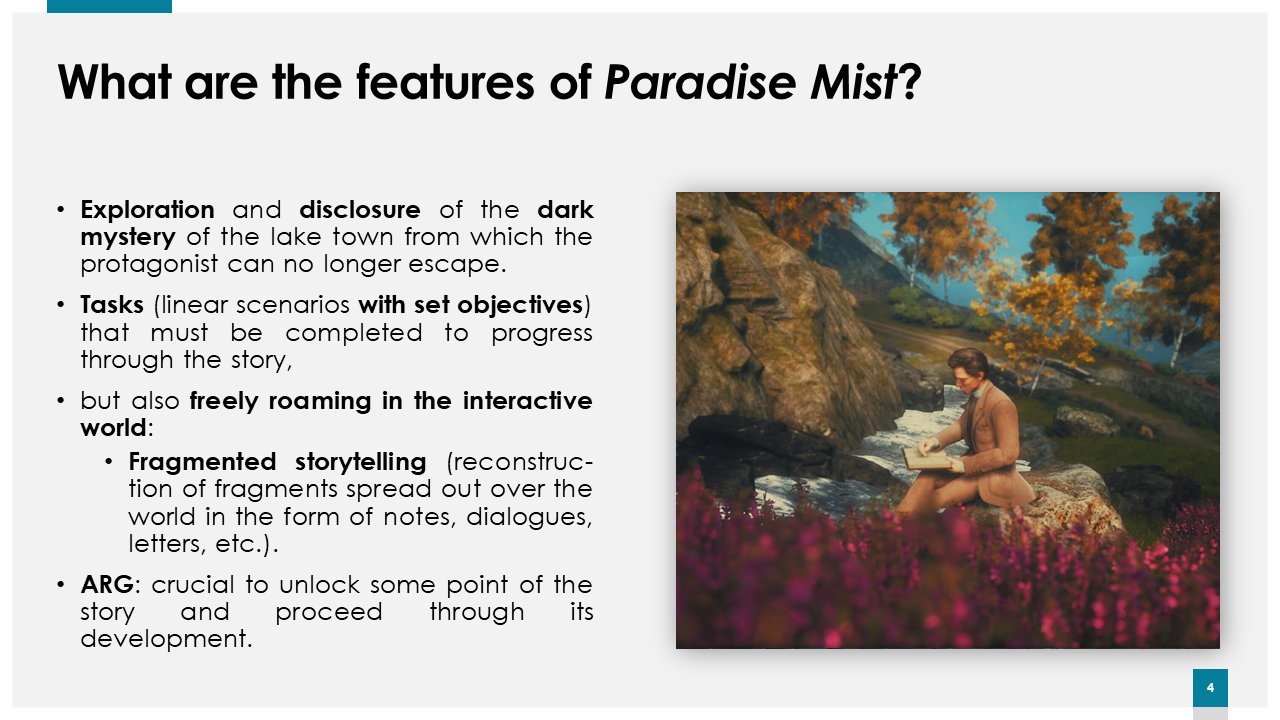 What are the features of Paradise Mist?
• Exploration and disclosure of the dark
mystery of the lake town from which the
protagonist can no longer escape.
• Tasks (linear scenarios with set objectives)
that must be completed to progress
through the story,
• but also freely roaming in the interactive
world:
• Fragmented storytelling (reconstruc-
tion of fragments spread out over the
world in the form of notes, dialogues,
letters, etc.).
• ARG: crucial to unlock some point of the
story and proceed through its
development.
4